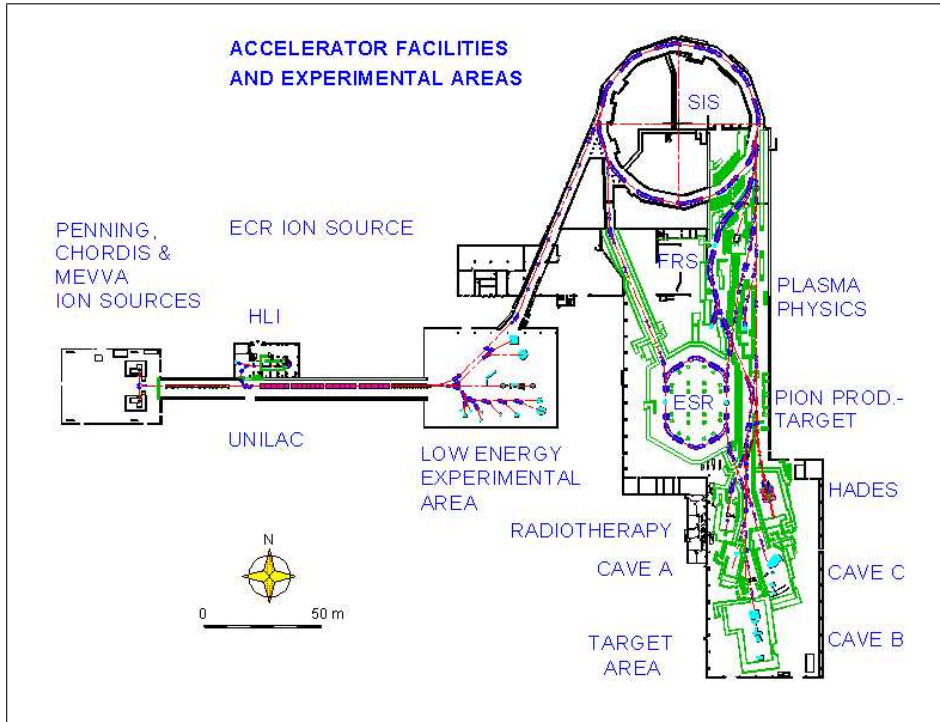 ACCELERATOR FACILITIES
AND EXPERIMENTAL AREAS
SIS
PENNING,
CHORDIS &
MEVVA
ION SOURCES
ECR ION SOURCE
FRS
PLASMA
PHYSICS
HLI
ESR
PION PROD.-
TARGET
UNILAC
LOW ENERGY
EXPERIMENTAL
AREA
HADES
RADIOTHERAPY
CAVE A
CAVE C
N
0 50 m
TARGET
AREA
CAVE B